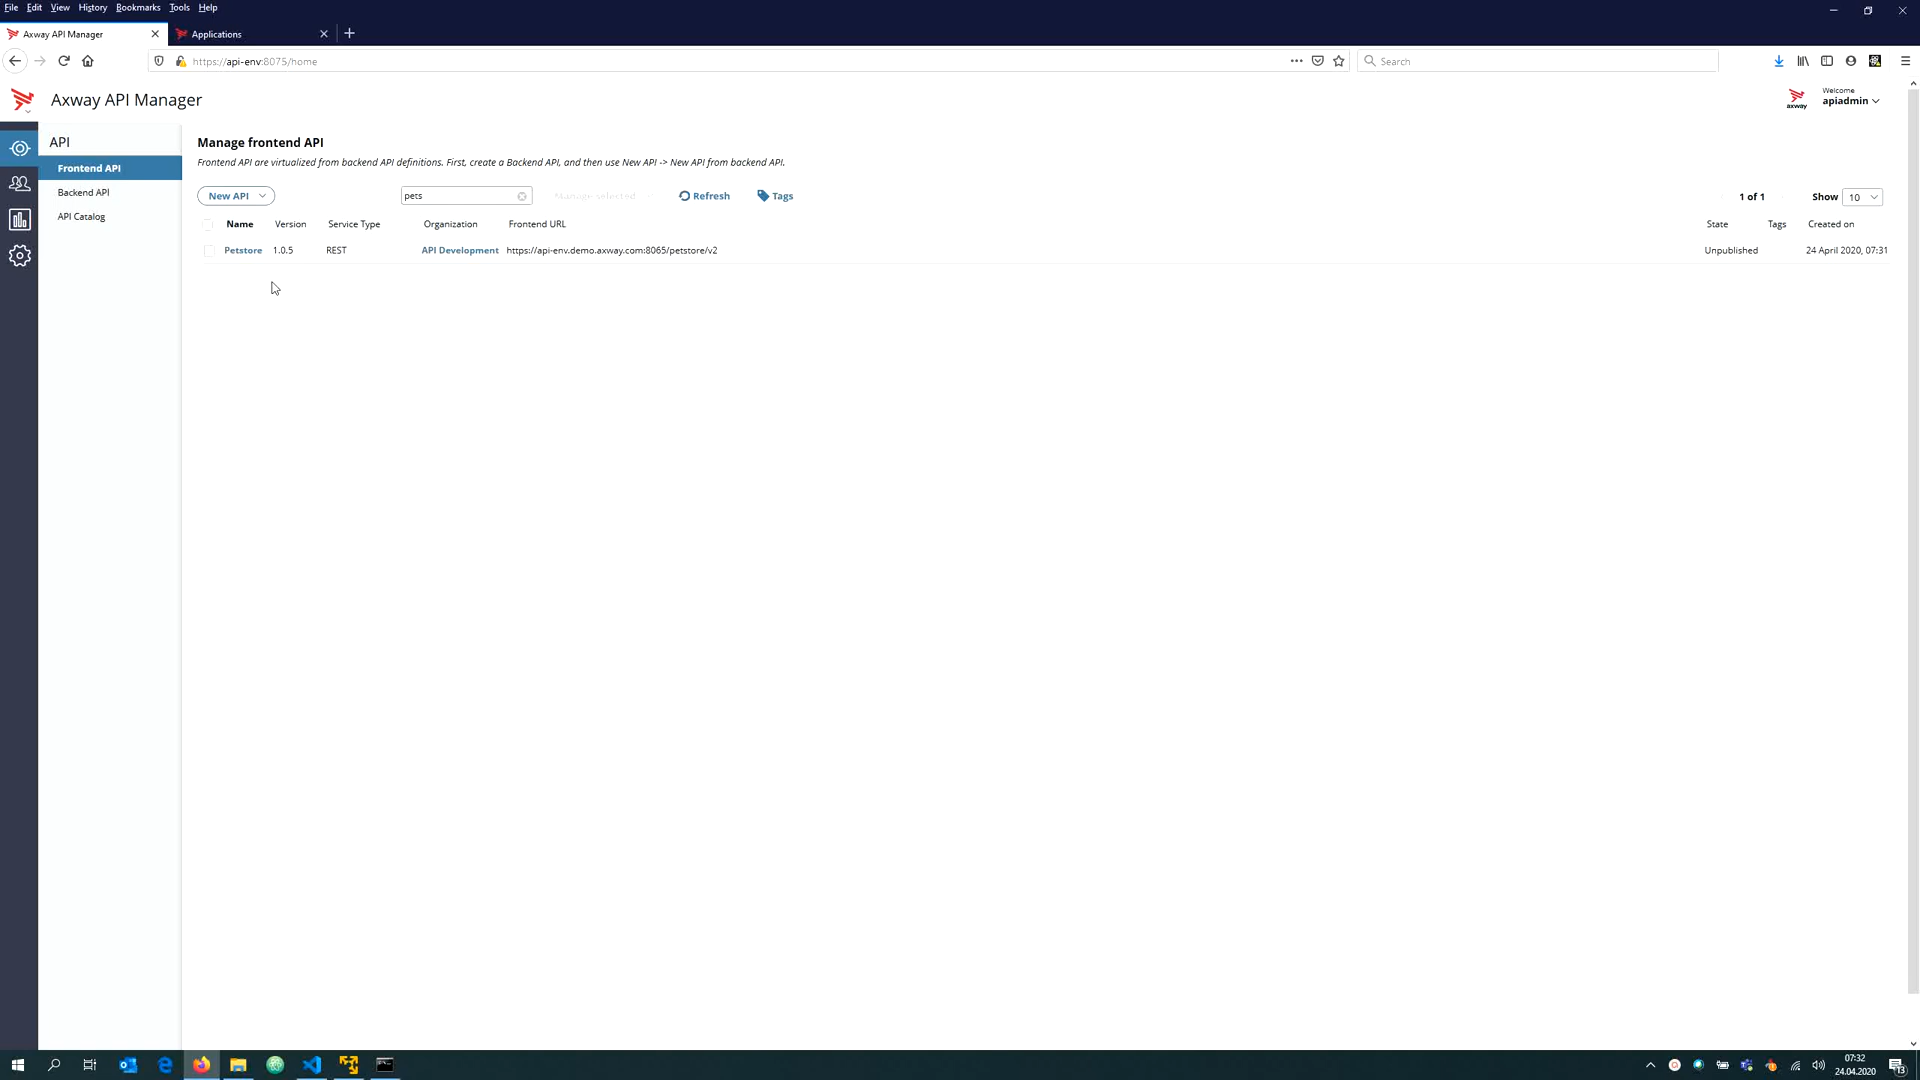 File Edit View History Bookmarks Tools Help
Axway API Manager
Applications
https://api-env:8075/home
Search
Axway API Manager
axway
Welcome
apiadmin
API
Frontend API
Backend API
API Catalog
Manage frontend API
Frontend API are virtualized from backend API definitions. First, create a Backend API, and then use New API -> New API from backend API.
New API pets Manage selected Refresh Tags 1 of 1 Show 10
Name Version Service Type Organization Frontend URL State Tags Created on
Petstore 1.0.5 REST API Development https://api-env.demo.axway.com:8065/petstore/v2 Unpublished 24 April 2020, 07:31
07:32
24.04.2020
13